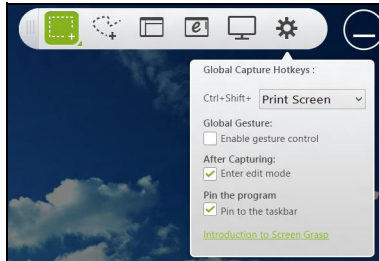 e
Global Capture Hotkeys :
Ctrl+Shift+ Print Screen
Global Gesture:
Enable gesture control
After Capturing:
Enter edit mode
Pin the program
Pin to the taskbar
Introduction to Screen Grasp